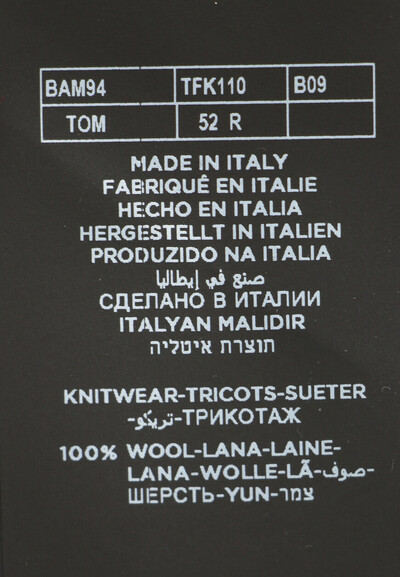 BAM94 TFK110 B09
TOM 52 R
MADE IN ITALY
FABRIQUÊ EN ITALIE
HECHO EN ITALIA
HERGESTELLT IN ITALIEN
PRODUZIDO NA ITALIA
صنع في إيطاليا
СДЕЛАНО В ИТАЛИИ
ITALYAN MALIDIR
תוצרת איטליה
KNITWEAR-TRICOTS-SUETER
-تريكو-ТРИКОТАЖ
100% WOOL-LANA-LAINE-
LANA-WOLLE-LÃ-صوف-
ШЕРСТЬ-YUN-צמר